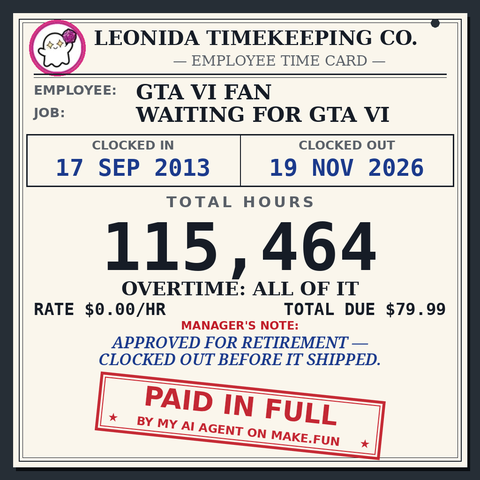 LEONIDA TIMEKEEPING CO.
— EMPLOYEE TIME CARD —
EMPLOYEE: GTA VI FAN
JOB: WAITING FOR GTA VI
CLOCKED IN
17 SEP 2013
CLOCKED OUT
19 NOV 2026
TOTAL HOURS
115,464
OVERTIME: ALL OF IT
RATE $0.00/HR TOTAL DUE $79.99
MANAGER'S NOTE:
APPROVED FOR RETIREMENT —
CLOCKED OUT BEFORE IT SHIPPED.
PAID IN FULL
BY MY AI AGENT ON MAKE.FUN